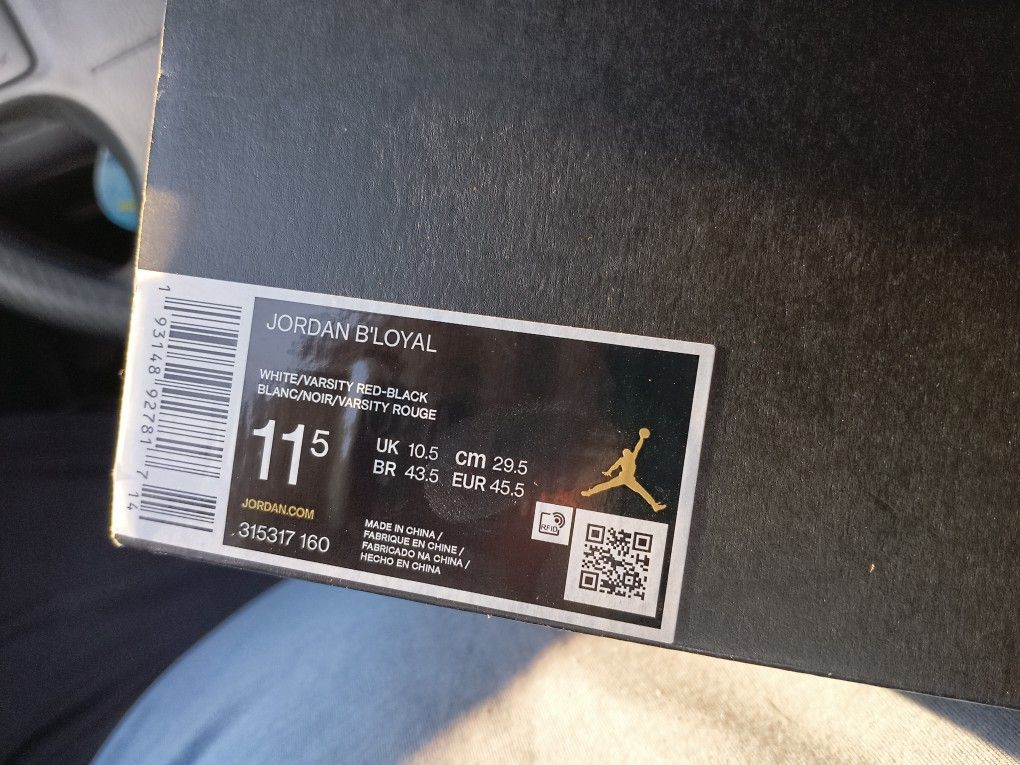 JORDAN B'LOYAL
WHITE/VARSITY RED-BLACK
BLANC/NOIR/VARSITY ROUGE
11 5
UK 10.5 cm 29.5
BR 43.5 EUR 45.5
JORDAN.COM
315317 160
MADE IN CHINA /
FABRIQUE EN CHINE /
FABRICADO NA CHINA /
HECHO EN CHINA
RFID
1 93148 92781 7 14